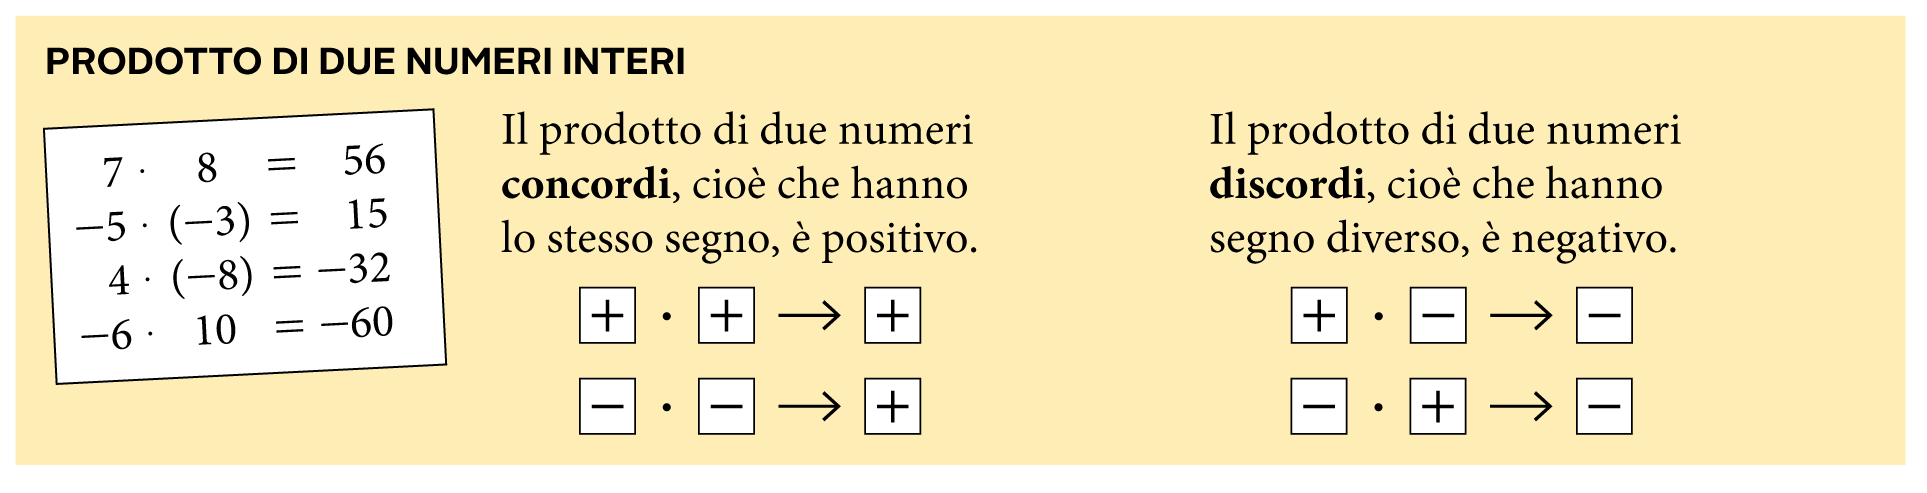 PRODOTTO DI DUE NUMERI INTERI
7 · 8 = 56
−5 · (−3) = 15
4 · (−8) = −32
−6 · 10 = −60
Il prodotto di due numeri
concordi, cioè che hanno
lo stesso segno, è positivo.
+ · + → +
− · − → +
Il prodotto di due numeri
discordi, cioè che hanno
segno diverso, è negativo.
+ · − → −
− · + → −